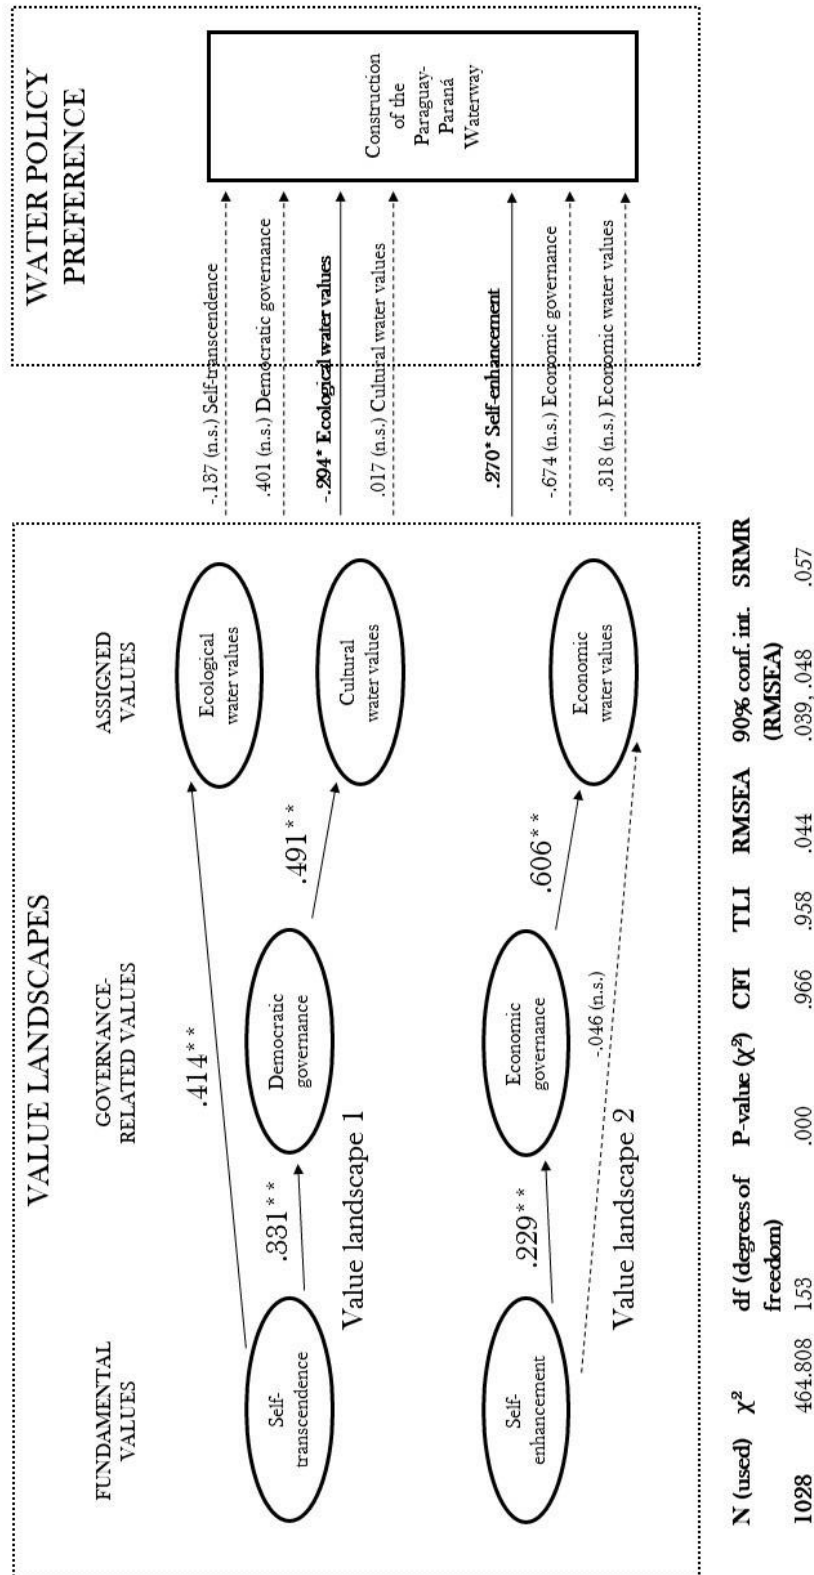 VALUE LANDSCAPES
WATER POLICY
PREFERENCE
FUNDAMENTAL
VALUES
GOVERNANCE-
RELATED VALUES
ASSIGNED
VALUES
.414**
Ecological
water values
Self-
transcendence
.331**
Democratic
governance
.491**
Cultural
water values
Value landscape 1
Self-
enhancement
.229**
Economic
governance
.606**
Economic
water values
-.046 (n.s.)
Value landscape 2
-.137 (n.s.) Self-transcendence
.401 (n.s.) Democratic governance
-.294* Ecological water values
.017 (n.s.) Cultural water values
.270* Self-enhancement
-.674 (n.s.) Economic governance
.318 (n.s.) Economic water values
Construction
of the
Paraguay-
Paraná
Waterway
N (used) χ² df (degrees of P-value (χ²) CFI TLI RMSEA 90% conf. int. SRMR
freedom) (RMSEA)
1028 464.808 153 .000 .966 .958 .044 .039, .048 .057